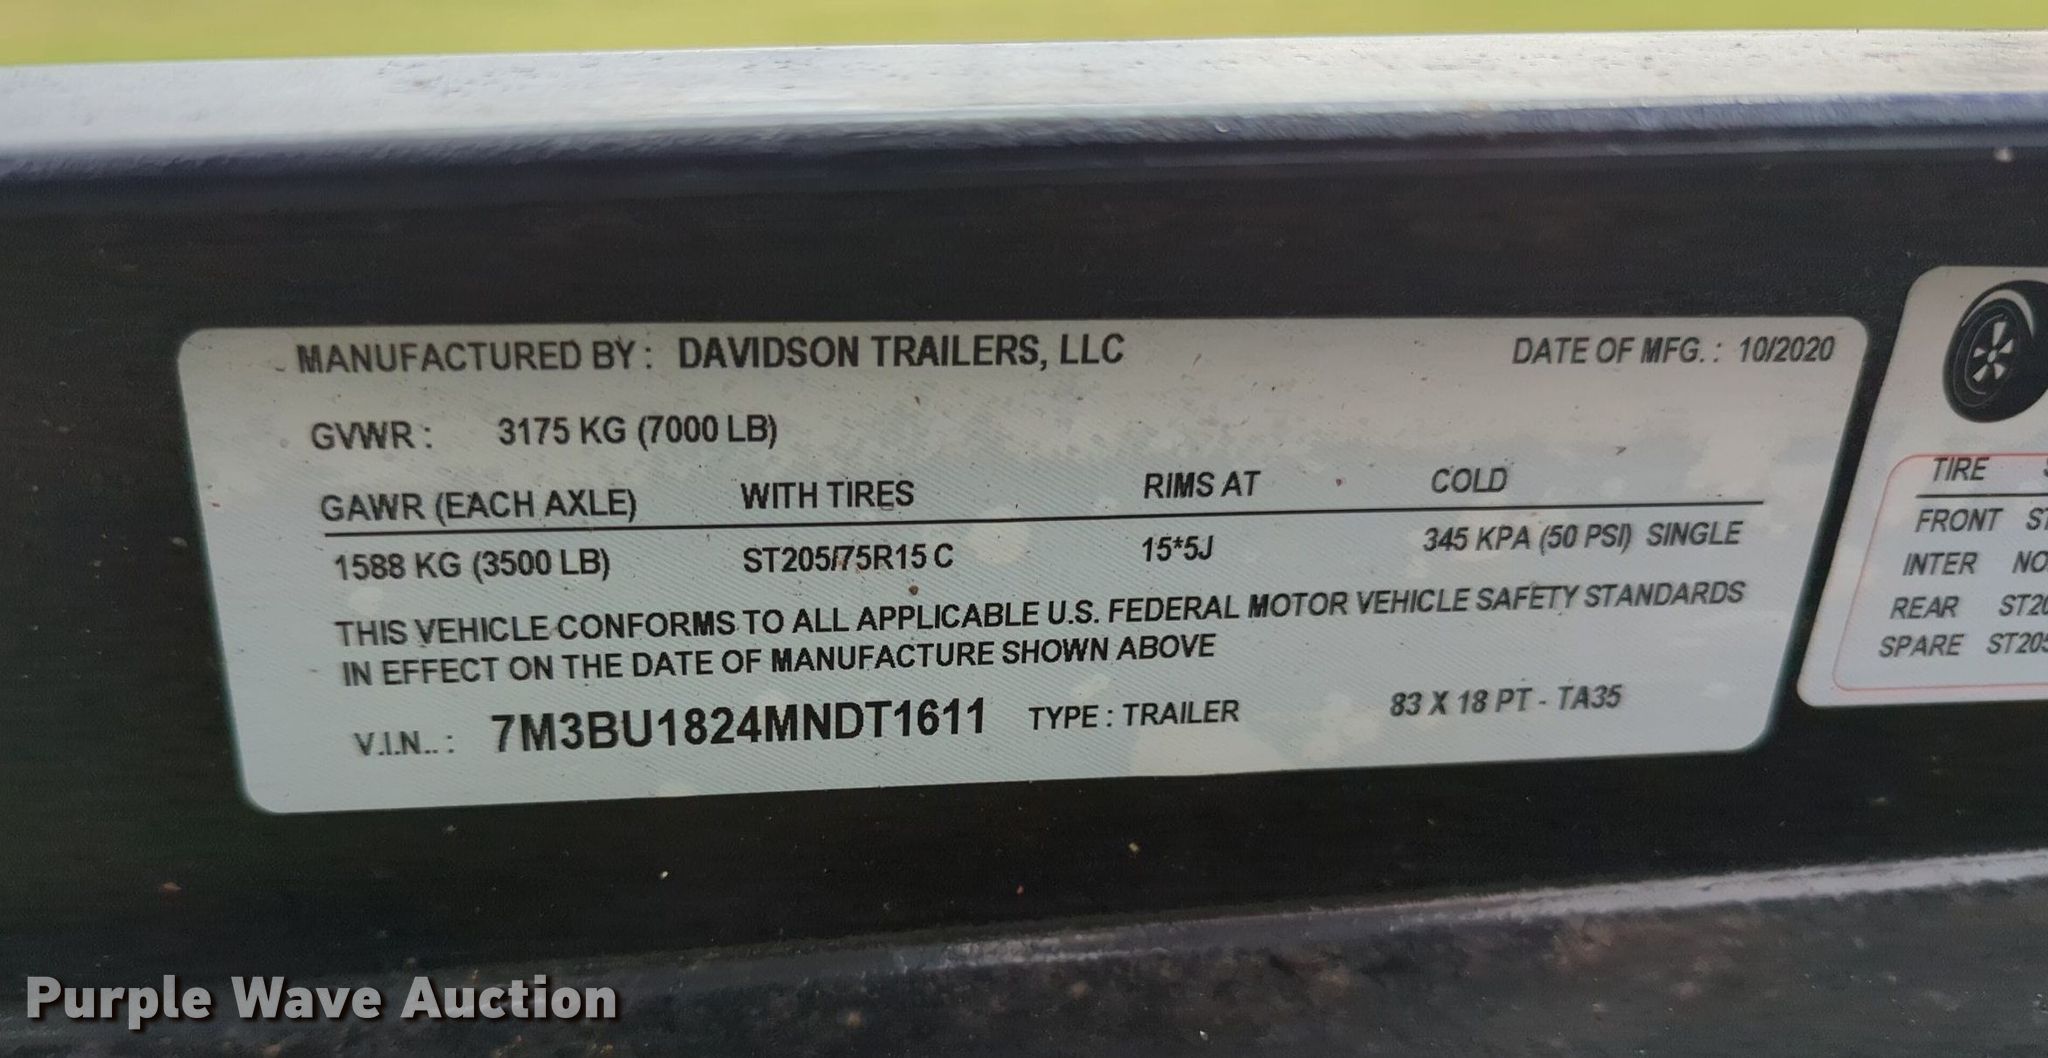 MANUFACTURED BY : DAVIDSON TRAILERS, LLC DATE OF MFG. : 10/2020
GVWR : 3175 KG (7000 LB)
GAWR (EACH AXLE) WITH TIRES RIMS AT COLD
1588 KG (3500 LB) ST205/75R15 C 15*5J 345 KPA (50 PSI) SINGLE
THIS VEHICLE CONFORMS TO ALL APPLICABLE U.S. FEDERAL MOTOR VEHICLE SAFETY STANDARDS
IN EFFECT ON THE DATE OF MANUFACTURE SHOWN ABOVE
V.I.N.. : 7M3BU1824MNDT1611 TYPE : TRAILER 83 X 18 PT - TA35
TIRE
FRONT
INTER
REAR
SPARE
Purple Wave Auction